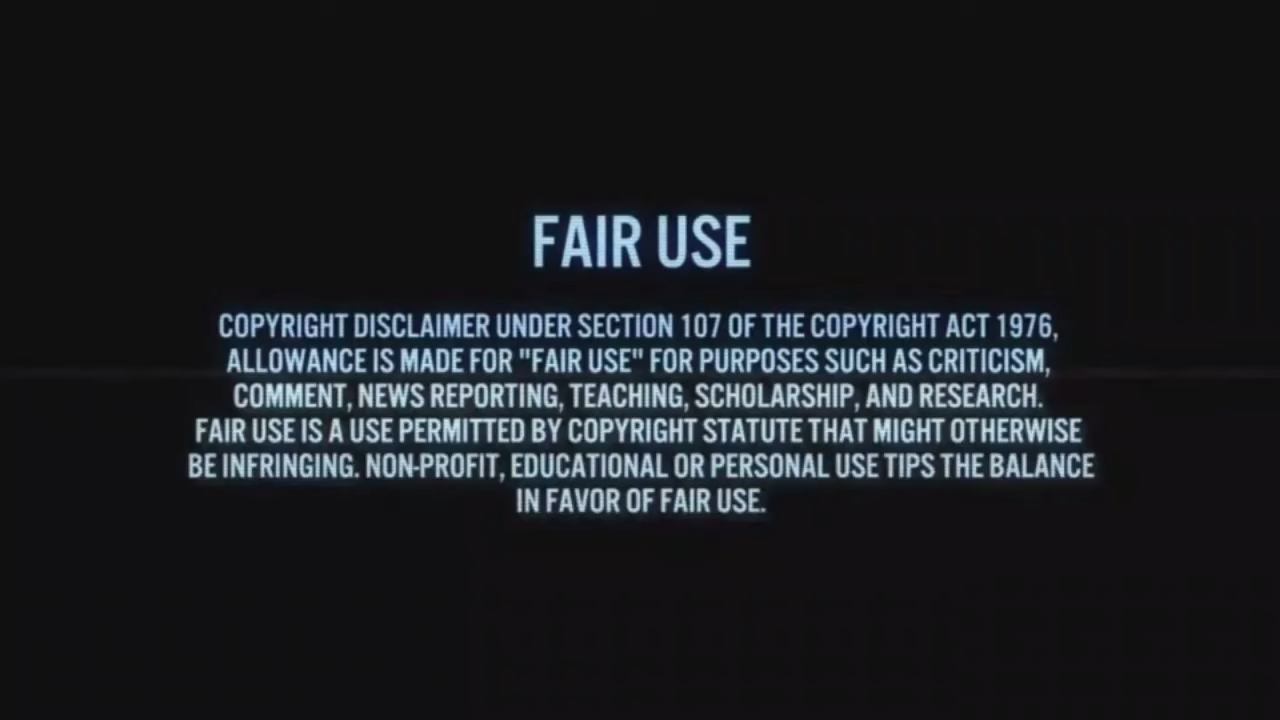 FAIR USE
COPYRIGHT DISCLAIMER UNDER SECTION 107 OF THE COPYRIGHT ACT 1976,
ALLOWANCE IS MADE FOR "FAIR USE" FOR PURPOSES SUCH AS CRITICISM,
COMMENT, NEWS REPORTING, TEACHING, SCHOLARSHIP, AND RESEARCH.
FAIR USE IS A USE PERMITTED BY COPYRIGHT STATUTE THAT MIGHT OTHERWISE
BE INFRINGING. NON-PROFIT, EDUCATIONAL OR PERSONAL USE TIPS THE BALANCE
IN FAVOR OF FAIR USE.